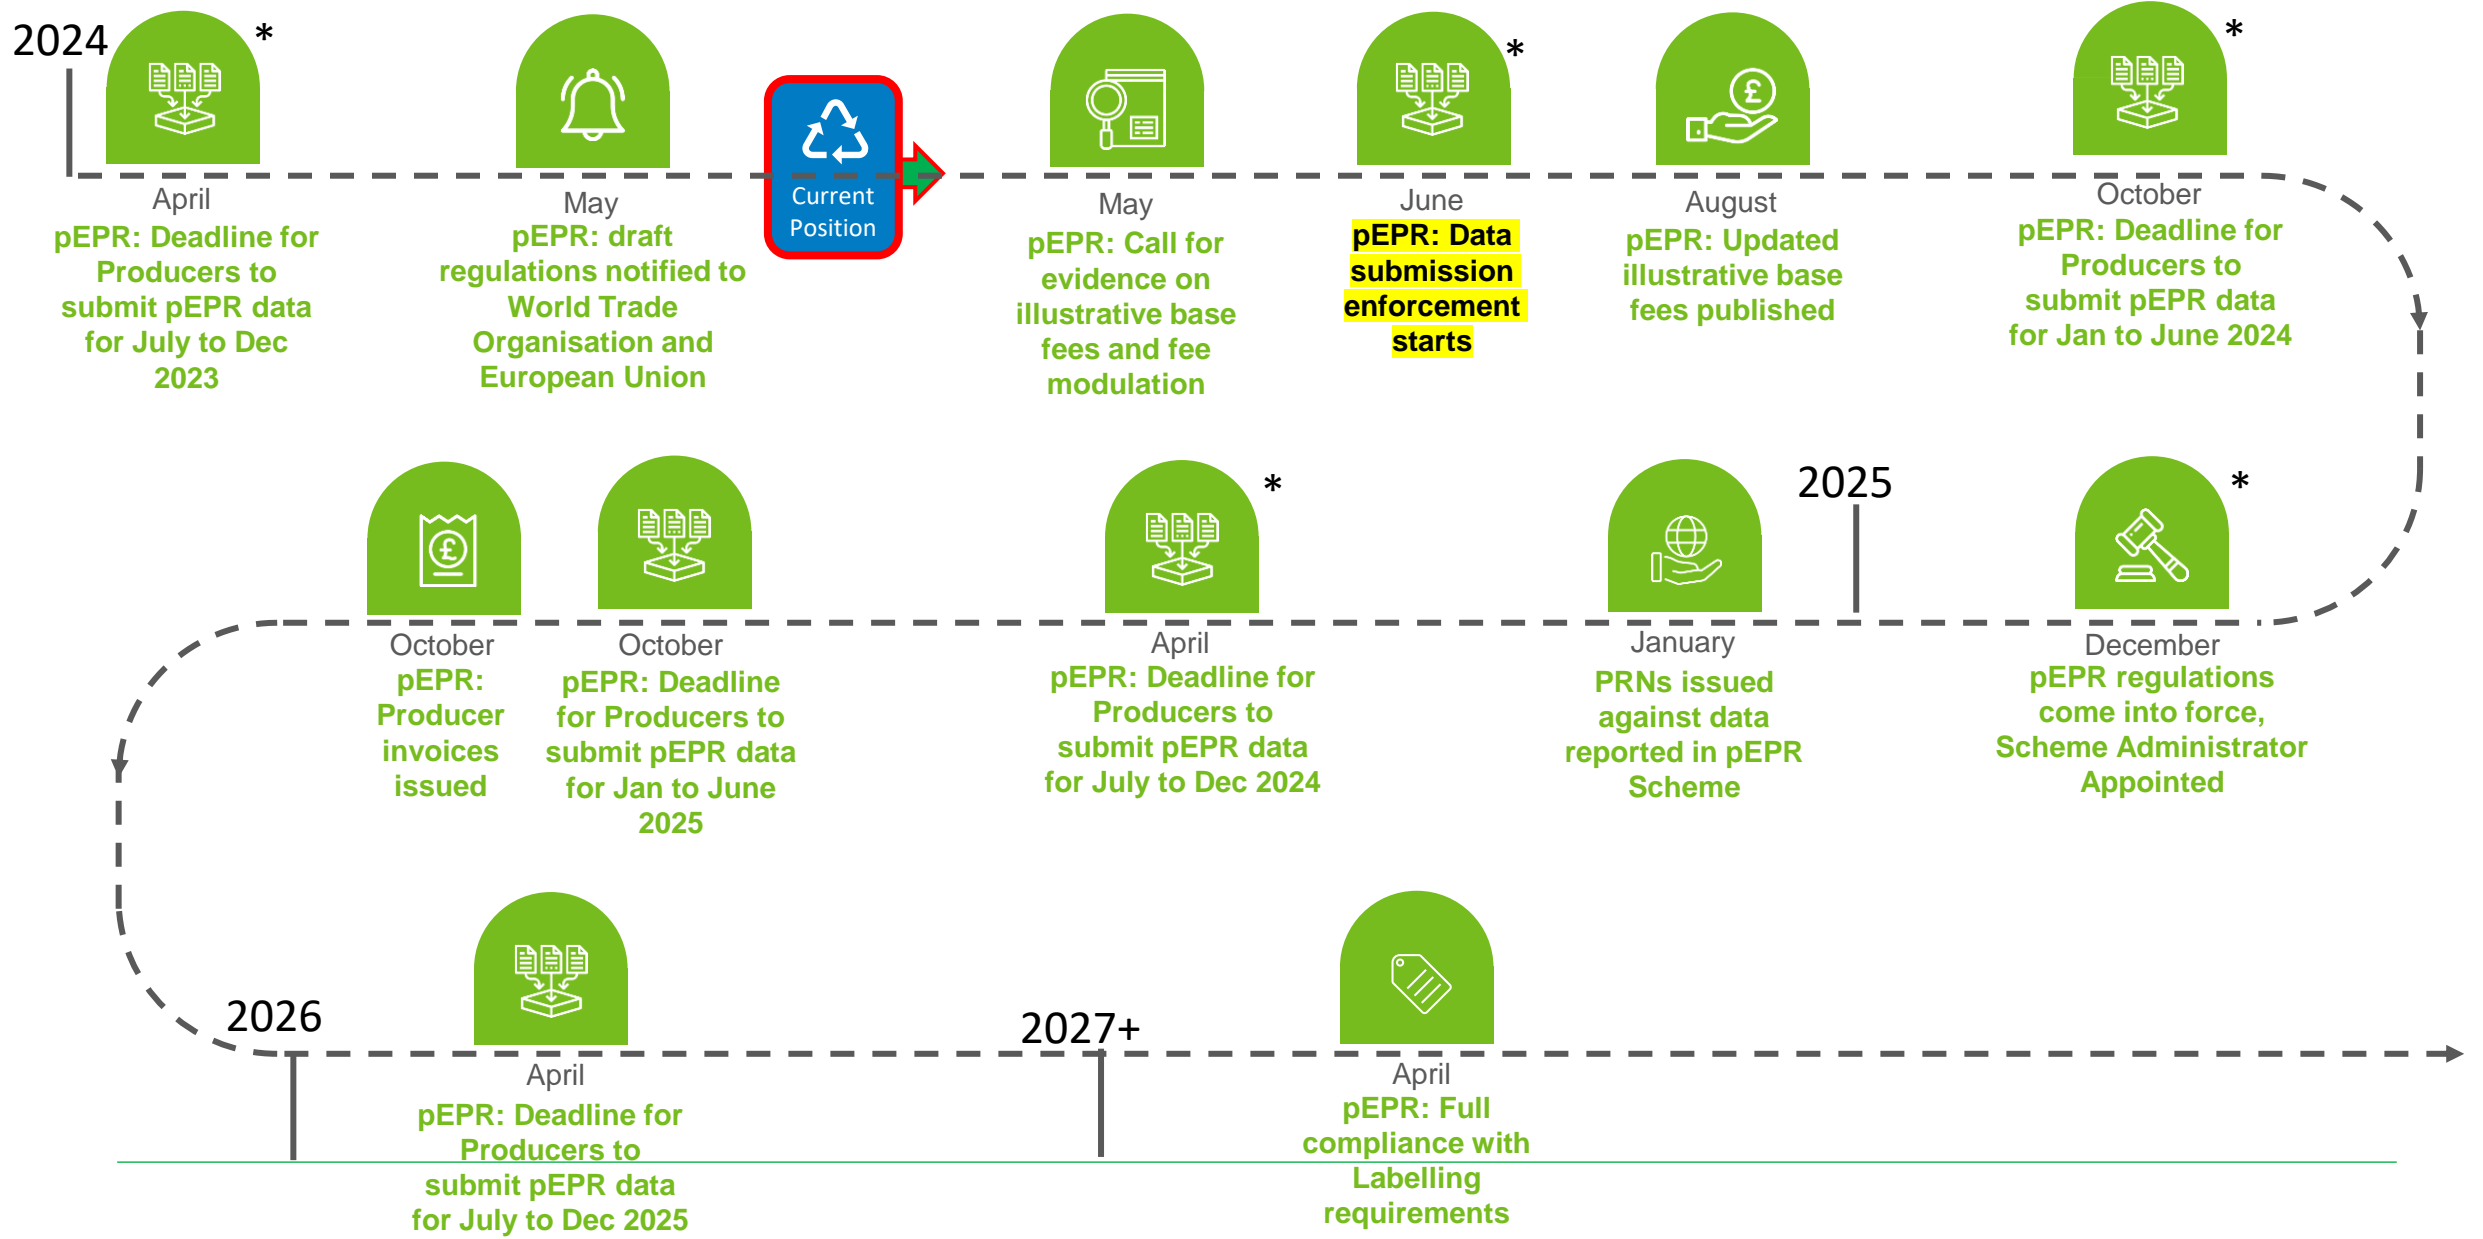 2024
*
April
pEPR: Deadline for
Producers to
submit pEPR data
for July to Dec
2023
May
pEPR: draft
regulations notified to
World Trade
Organisation and
European Union
Current
Position
May
pEPR: Call for
evidence on
illustrative base
fees and fee
modulation
*
June
pEPR: Data
submission
enforcement
starts
August
pEPR: Updated
illustrative base
fees published
*
October
pEPR: Deadline for
Producers to
submit pEPR data
for Jan to June 2024
*
December
pEPR regulations
come into force,
Scheme Administrator
Appointed
2025
January
PRNs issued
against data
reported in pEPR
Scheme
*
April
pEPR: Deadline for
Producers to
submit pEPR data
for July to Dec 2024
October
pEPR: Deadline
for Producers to
submit pEPR data
for Jan to June
2025
October
pEPR:
Producer
invoices
issued
2026
April
pEPR: Deadline for
Producers to
submit pEPR data
for July to Dec 2025
2027+
April
pEPR: Full
compliance with
Labelling
requirements